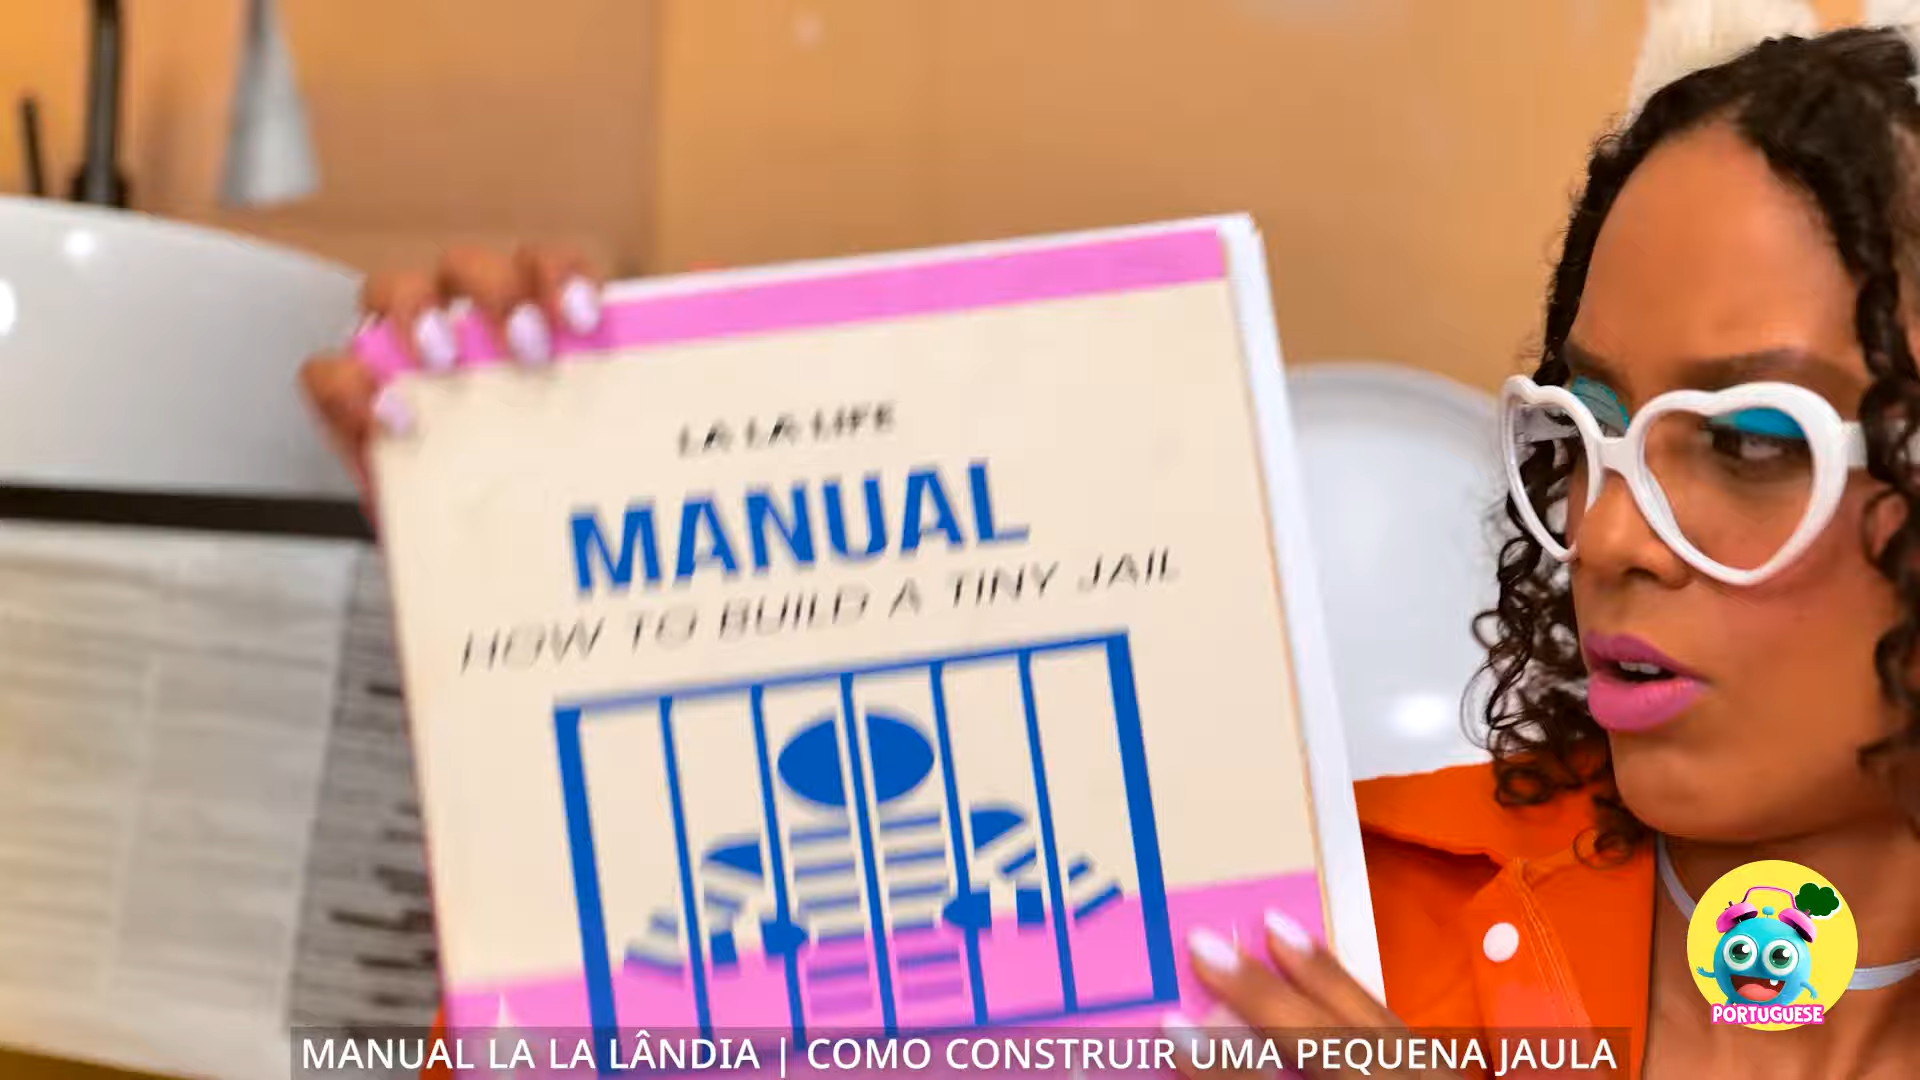 LA LA LIFE
MANUAL
HOW TO BUILD A TINY JAIL
PORTUGUESE
MANUAL LA LA LÂNDIA | COMO CONSTRUIR UMA PEQUENA JAULA